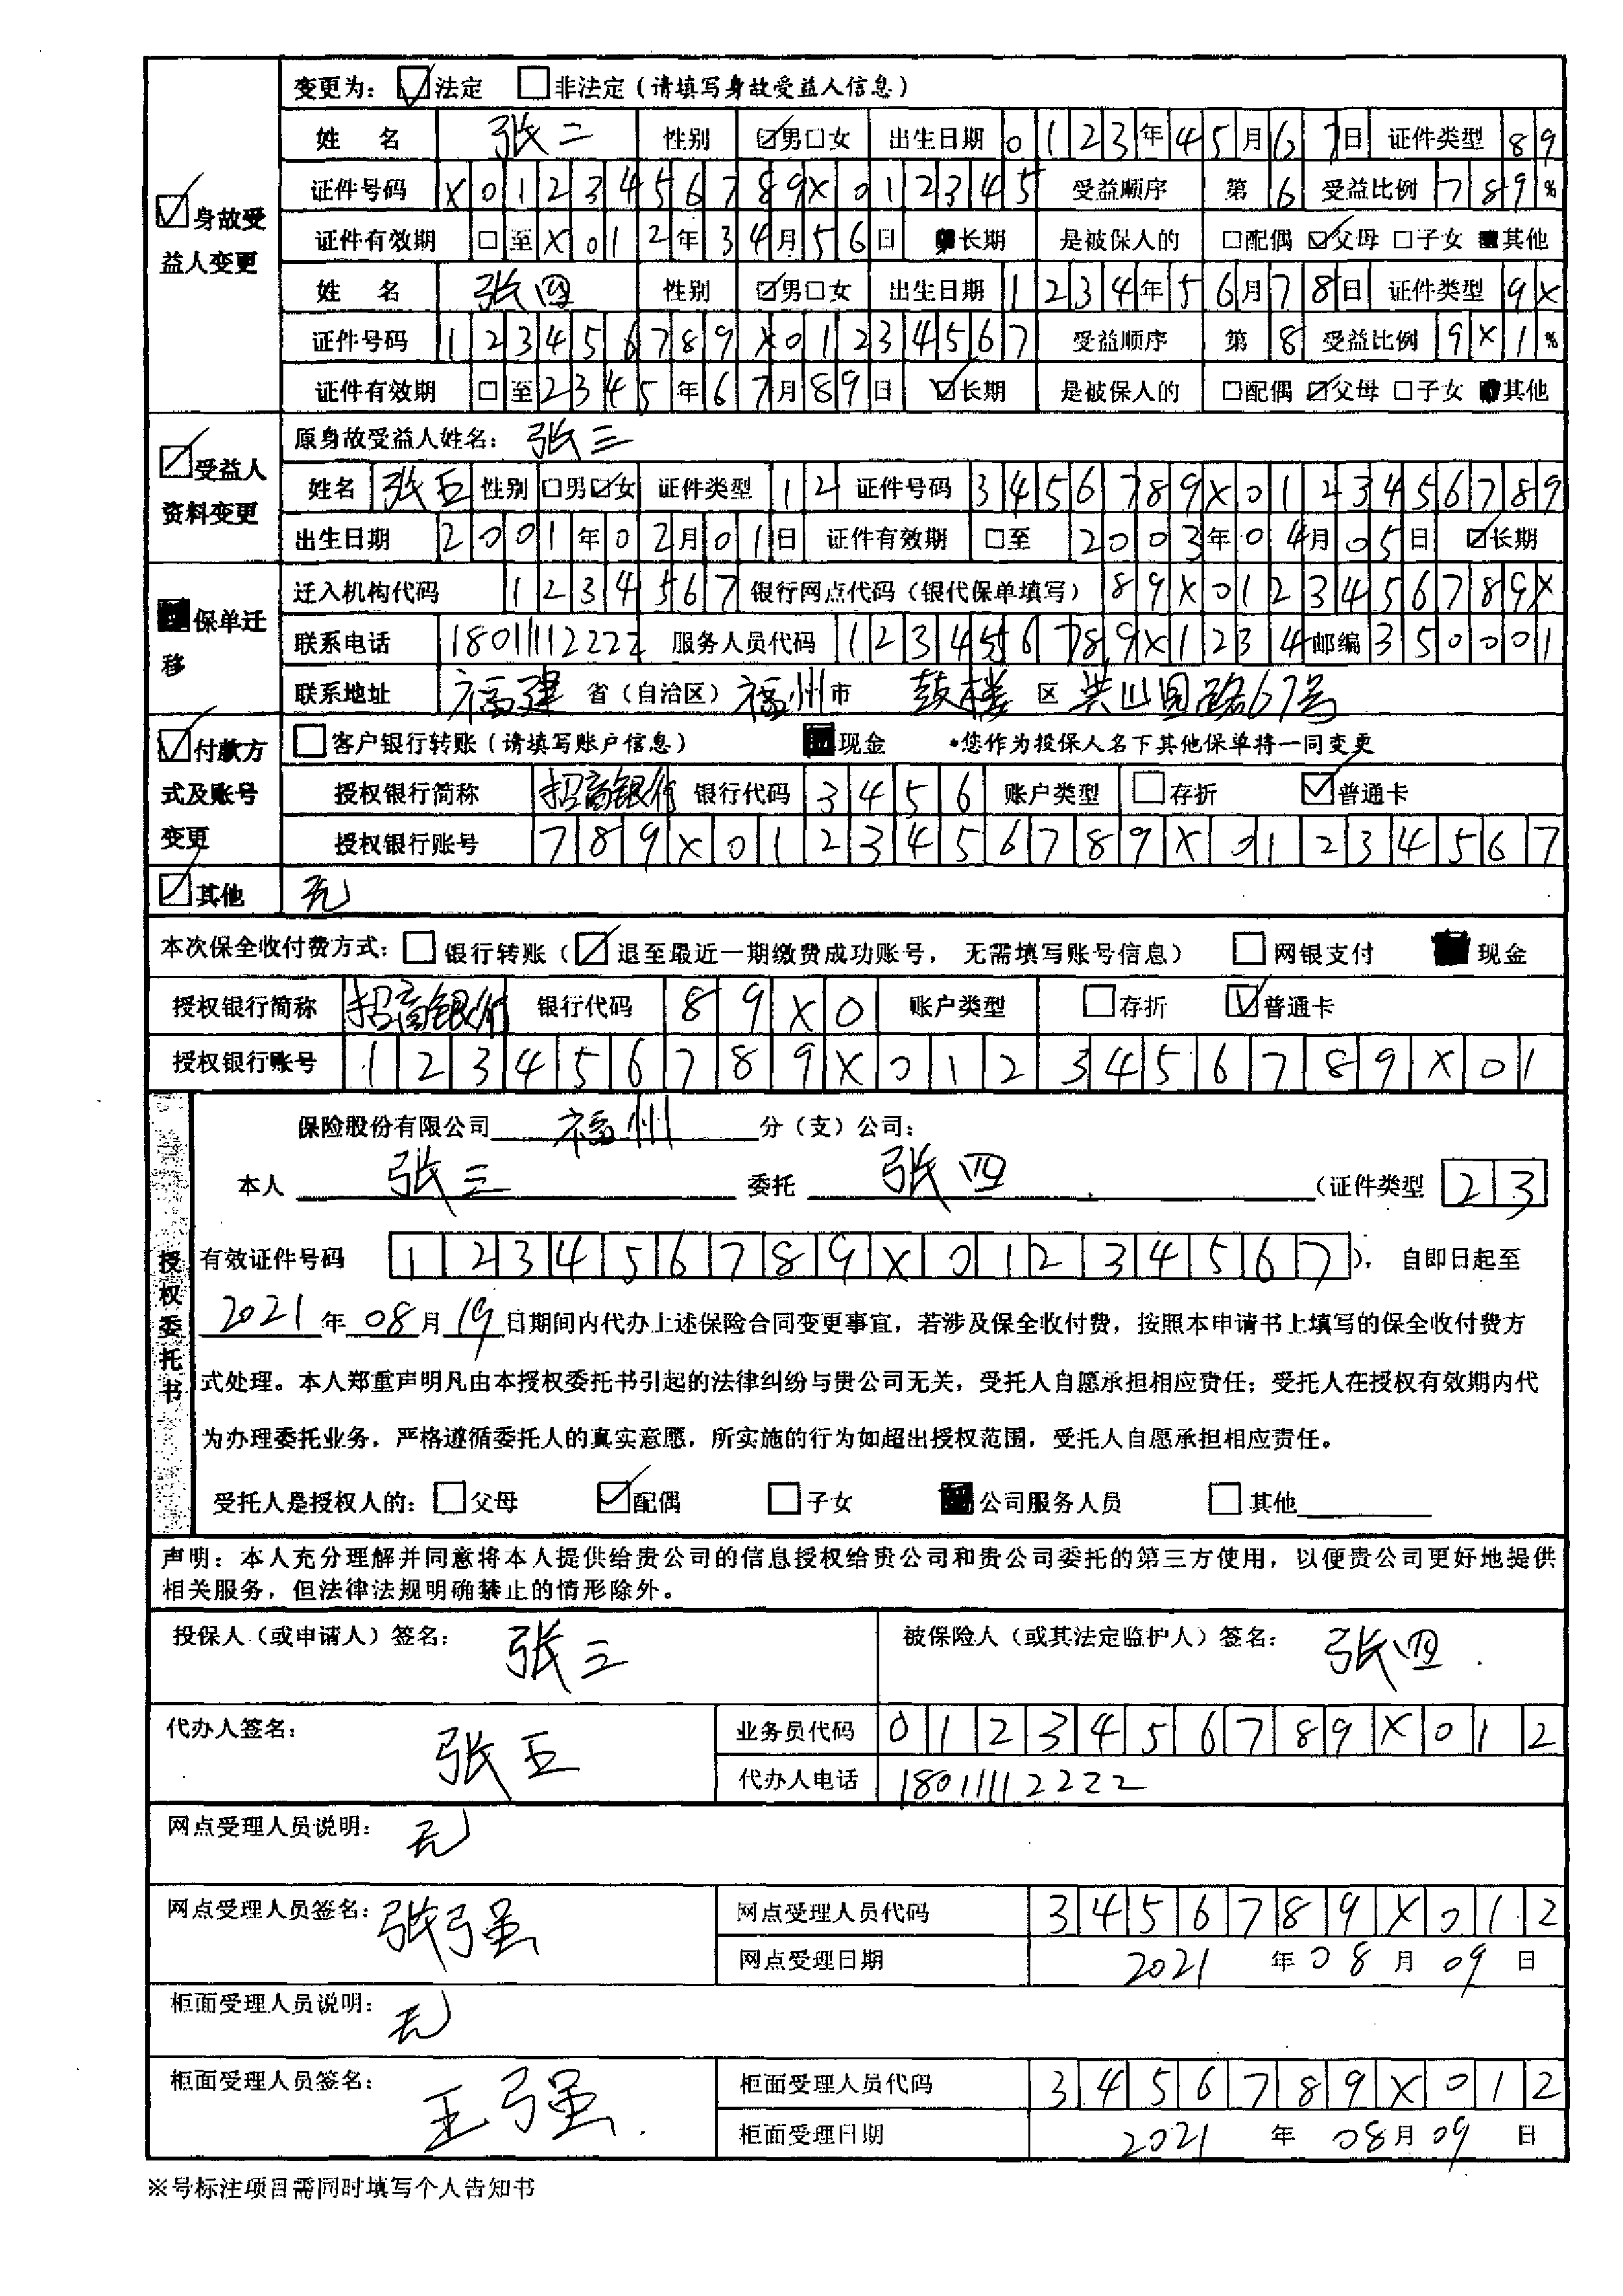 变更为：☑法定 □非法定（请填写身故受益人信息）
☑身故受益人变更
姓 名 张二 性别 ☑男□女 出生日期 0123年45月67日 证件类型 89
证件号码 X0123456789X012345 受益顺序 第6 受益比例 789%
证件有效期 □至X012年34月56日 ■长期 是被保人的 □配偶 ☑父母 □子女 ■其他
姓 名 张四 性别 ☑男□女 出生日期 1234年56月78日 证件类型 9X
证件号码 123456789X01234567 受益顺序 第8 受益比例 9X1%
证件有效期 □至2345年67月89日 ☑长期 是被保人的 □配偶 ☑父母 □子女 ■其他
☑受益人资料变更
原身故受益人姓名： 张三
姓名 张五 性别 □男☑女 证件类型 12 证件号码 3456789X0123456789
出生日期 2001年02月01日 证件有效期 □至 2003年04月05日 ☑长期
■保单迁移
迁入机构代码 1234567 银行网点代码（银代保单填写） 89X0123456789X
联系电话 18011112222 服务人员代码 123456789X1234 邮编 350001
联系地址 福建 省（自治区） 福州 市 鼓楼 区 洪山园路67号
☑付款方式及账号变更
□客户银行转账（请填写账户信息） ■现金 *您作为投保人名下其他保单将一同变更
授权银行简称 招商银行 银行代码 3456 账户类型 □存折 ☑普通卡
授权银行账号 789X0123456789X01234567
☑其他 无
本次保全收付费方式：□银行转账（☑退至最近一期缴费成功账号，无需填写账号信息） □网银支付 ■现金
授权银行简称 招商银行 银行代码 89X0 账户类型 □存折 ☑普通卡
授权银行账号 123456789X0123456789X01
授权委托书
保险股份有限公司 福州 分（支）公司：
本人 张三 委托 张四 （证件类型 23
有效证件号码 123456789X01234567），自即日起至
2021年08月19日期间内代办上述保险合同变更事宜，若涉及保全收付费，按照本申请书上填写的保全收付费方
式处理。本人郑重声明凡由本授权委托书引起的法律纠纷与贵公司无关，受托人自愿承担相应责任；受托人在授权有效期内代
为办理委托业务，严格遵循委托人的真实意愿，所实施的行为如超出授权范围，受托人自愿承担相应责任。
受托人是授权人的：□父母 ☑配偶 □子女 ■公司服务人员 □其他
声明：本人充分理解并同意将本人提供给贵公司的信息授权给贵公司和贵公司委托的第三方使用，以便贵公司更好地提供
相关服务，但法律法规明确禁止的情形除外。
投保人（或申请人）签名： 张三 被保险人（或其法定监护人）签名： 张四
代办人签名： 张五 业务员代码 0123456789X012
代办人电话 18011112222
网点受理人员说明： 无
网点受理人员签名： 张弓强 网点受理人员代码 3456789X012
网点受理日期 2021年08月09日
柜面受理人员说明： 无
柜面受理人员签名： 王弓强 柜面受理人员代码 3456789X012
柜面受理日期 2021年08月09日
※号标注项目需同时填写个人告知书